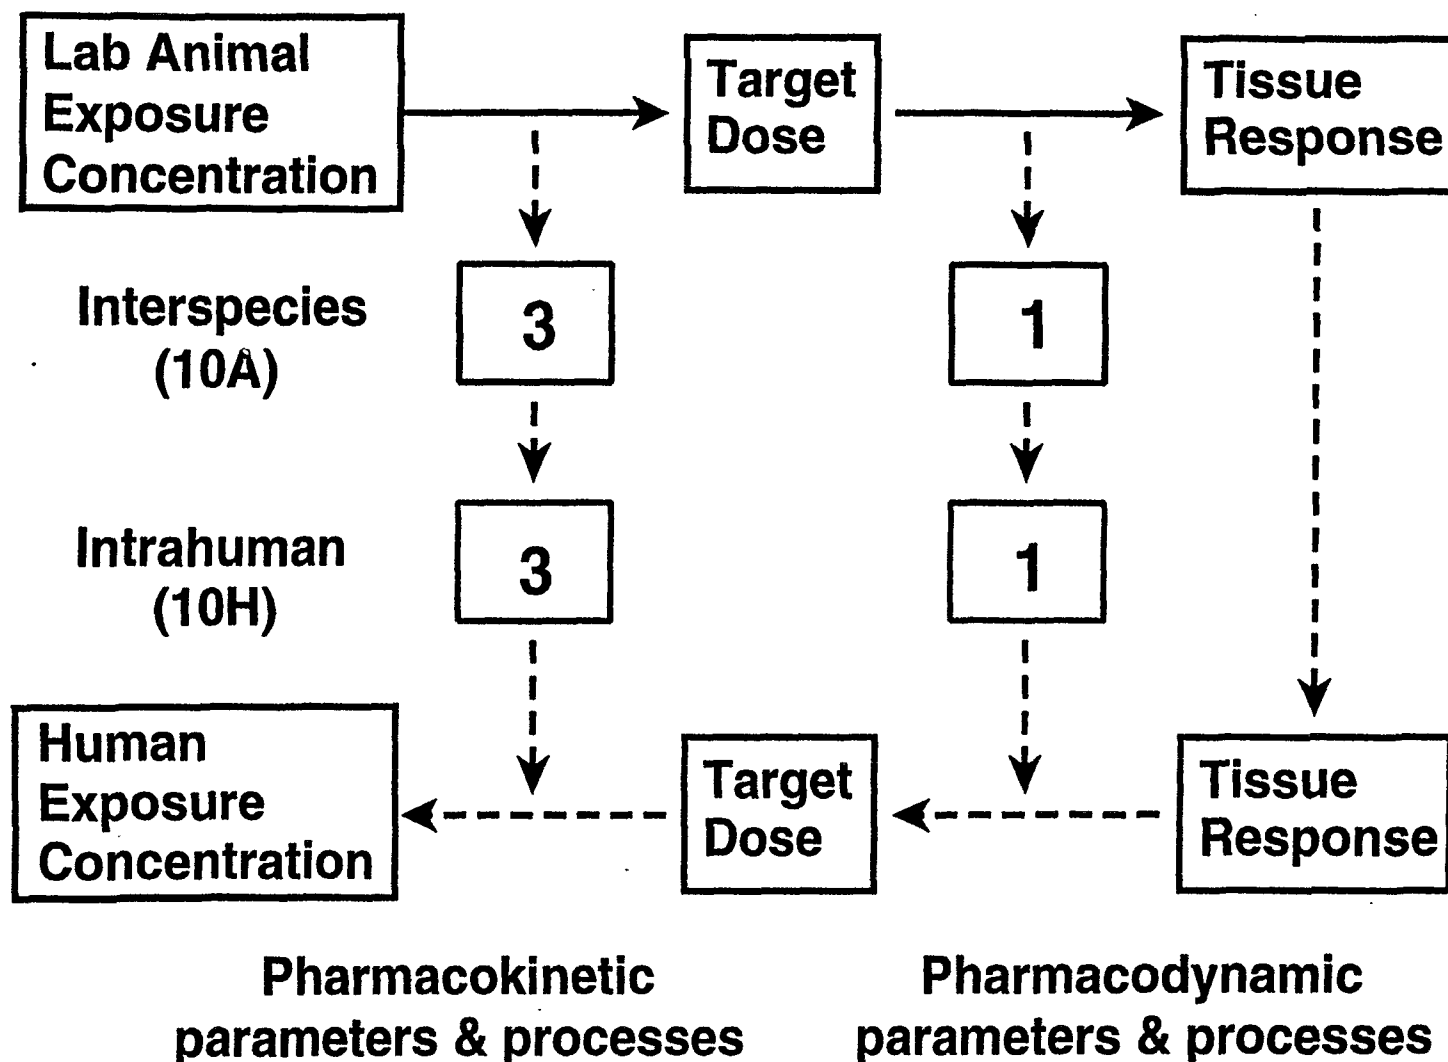 Lab Animal
Exposure
Concentration
Target
Dose
Tissue
Response
Interspecies
(10A)
3
1
Intrahuman
(10H)
3
1
Human
Exposure
Concentration
Target
Dose
Tissue
Response
Pharmacokinetic
parameters & processes
Pharmacodynamic
parameters & processes